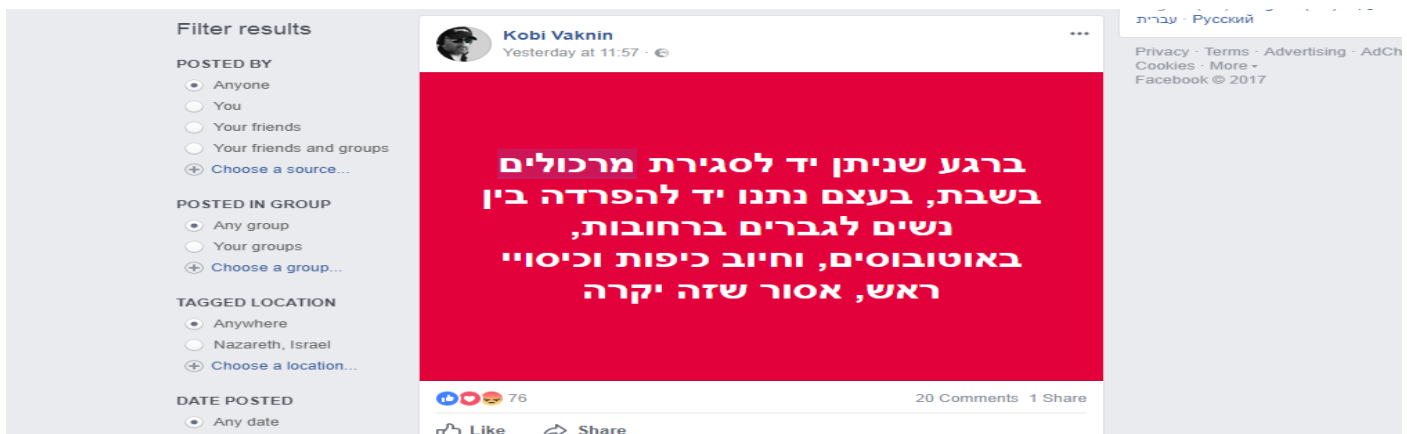 Filter results
POSTED BY
Anyone
You
Your friends
Your friends and groups
Choose a source...
POSTED IN GROUP
Any group
Your groups
Choose a group...
TAGGED LOCATION
Anywhere
Nazareth, Israel
Choose a location...
DATE POSTED
Any date
Kobi Vaknin
Yesterday at 11:57 ·
ברגע שניתן יד לסגירת מרכולים
בשבת, בעצם נתנו יד להפרדה בין
נשים לגברים ברחובות,
באוטובוסים, וחיוב כיפות וכיסויי
ראש, אסור שזה יקרה
76
20 Comments 1 Share
Like Share
עברית · Русский
Privacy · Terms · Advertising · AdCh
Cookies · More
Facebook © 2017